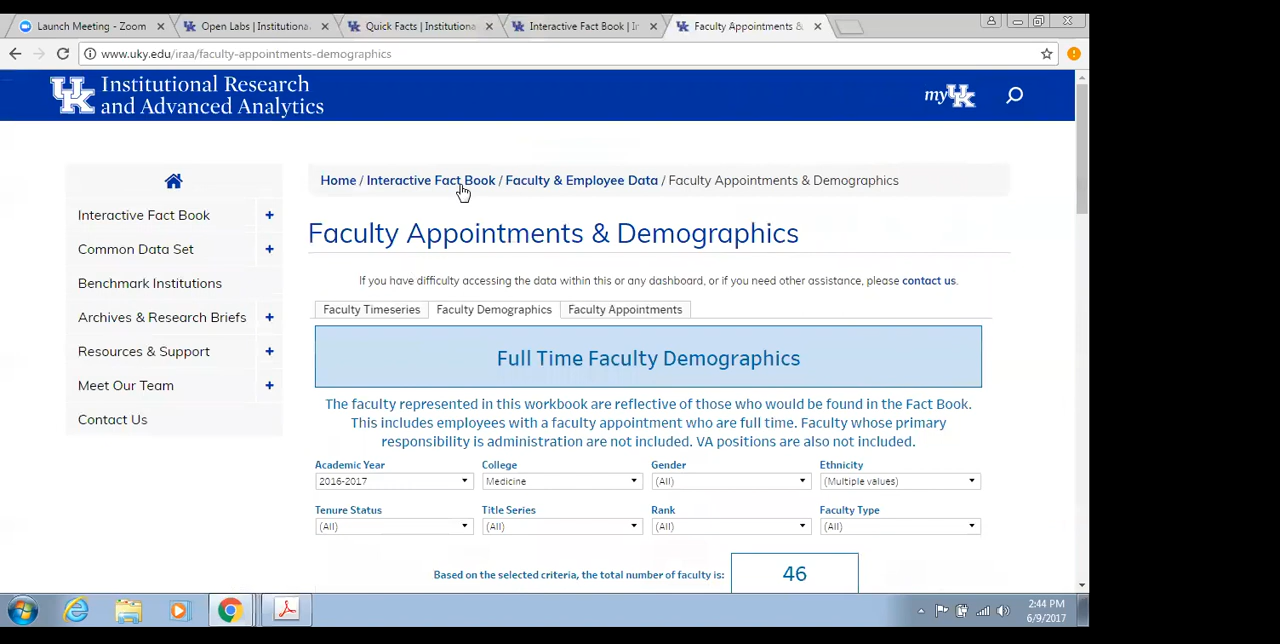 Launch Meeting - Zoom
Open Labs | Institutiona
Quick Facts | Institutiona
Interactive Fact Book | In
Faculty Appointments &
www.uky.edu/iraa/faculty-appointments-demographics
UK
Institutional Research
and Advanced Analytics
my UK
Home / Interactive Fact Book / Faculty & Employee Data / Faculty Appointments & Demographics
Interactive Fact Book +
Common Data Set +
Benchmark Institutions
Archives & Research Briefs +
Resources & Support +
Meet Our Team +
Contact Us
Faculty Appointments & Demographics
If you have difficulty accessing the data within this or any dashboard, or if you need other assistance, please contact us.
Faculty Timeseries Faculty Demographics Faculty Appointments
Full Time Faculty Demographics
The faculty represented in this workbook are reflective of those who would be found in the Fact Book.
This includes employees with a faculty appointment who are full time. Faculty whose primary
responsibility is administration are not included. VA positions are also not included.
Academic Year College Gender Ethnicity
2016-2017 Medicine (All) (Multiple values)
Tenure Status Title Series Rank Faculty Type
(All) (All) (All) (All)
Based on the selected criteria, the total number of faculty is: 46
2:44 PM
6/9/2017